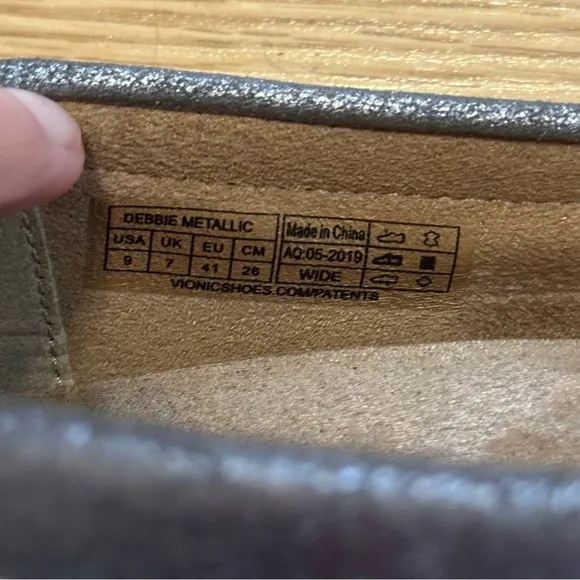 DEBBIE METALLIC
USA UK EU CM
9 7 41 26
Made in China
AQ:05-2019
WIDE
VIONICSHOES.COM/PATENTS